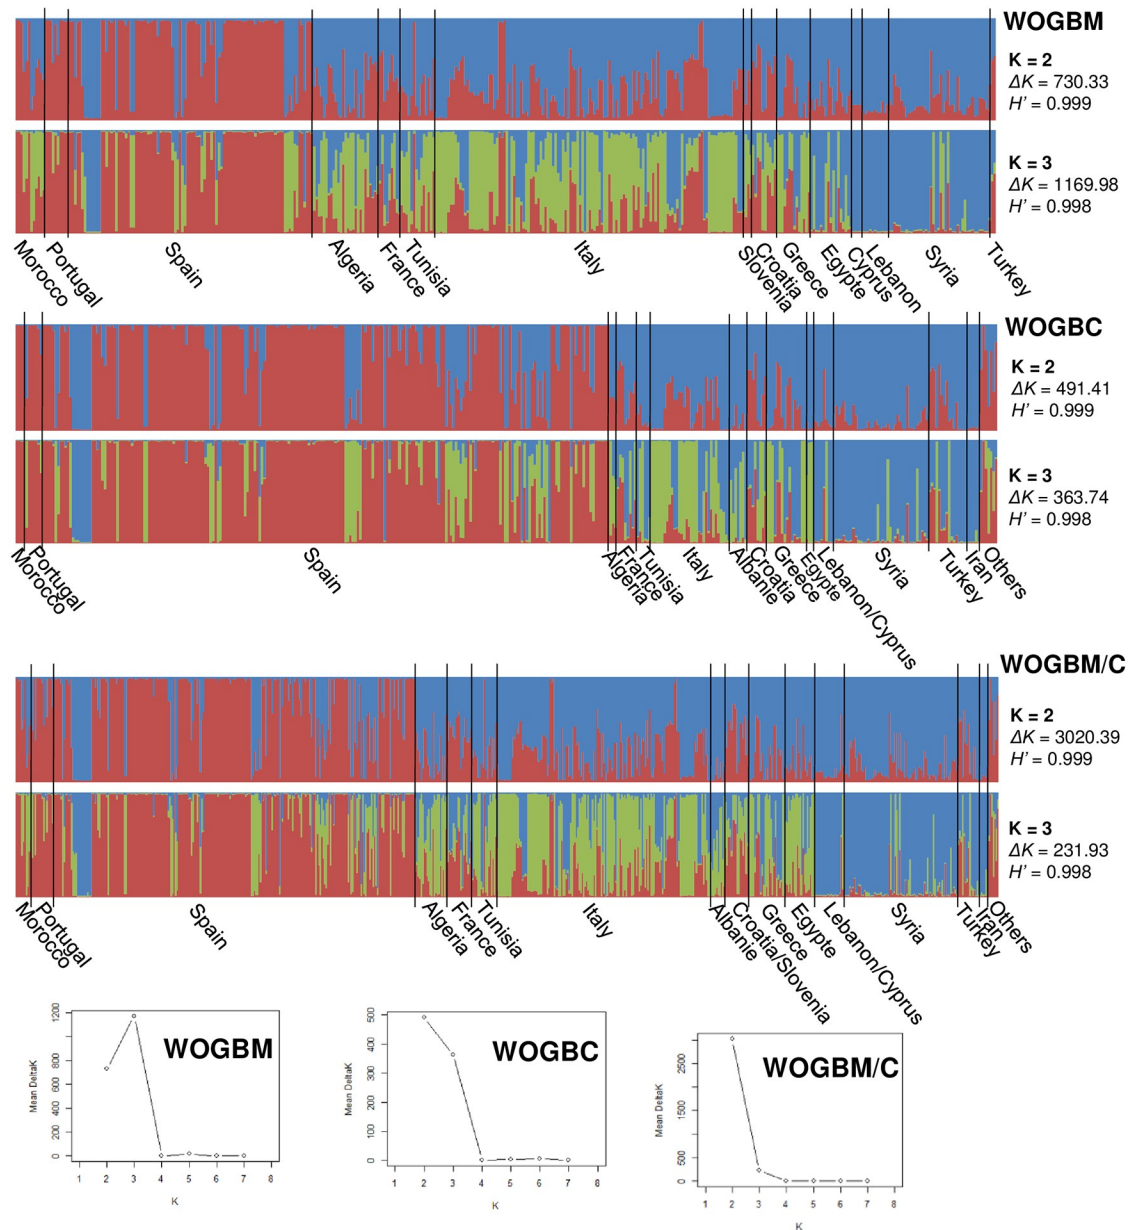 WOGBM
K = 2
ΔK = 730.33
H' = 0.999
K = 3
ΔK = 1169.98
H' = 0.998
Morocco
Portugal
Spain
Algeria
France
Tunisia
Italy
Slovenia
Croatia
Greece
Egypte
Cyprus
Lebanon
Syria
Turkey
WOGBC
K = 2
ΔK = 491.41
H' = 0.999
K = 3
ΔK = 363.74
H' = 0.998
Morocco
Portugal
Spain
Algeria
France
Tunisia
Italy
Albanie
Croatia
Greece
Egypte
Lebanon/Cyprus
Syria
Turkey
Iran
Others
WOGBM/C
K = 2
ΔK = 3020.39
H' = 0.999
K = 3
ΔK = 231.93
H' = 0.998
Morocco
Portugal
Spain
Algeria
France
Tunisia
Italy
Albanie
Croatia/Slovenia
Greece
Egypte
Lebanon/Cyprus
Syria
Turkey
Iran
Others
WOGBM
Mean DeltaK
0 200 400 600 800 1200
1 2 3 4 5 6 7 8
K
WOGBC
Mean DeltaK
0 100 200 300 400 500
1 2 3 4 5 6 7 8
K
WOGBM/C
Mean DeltaK
0 500 1500 2500
1 2 3 4 5 6 7 8
K